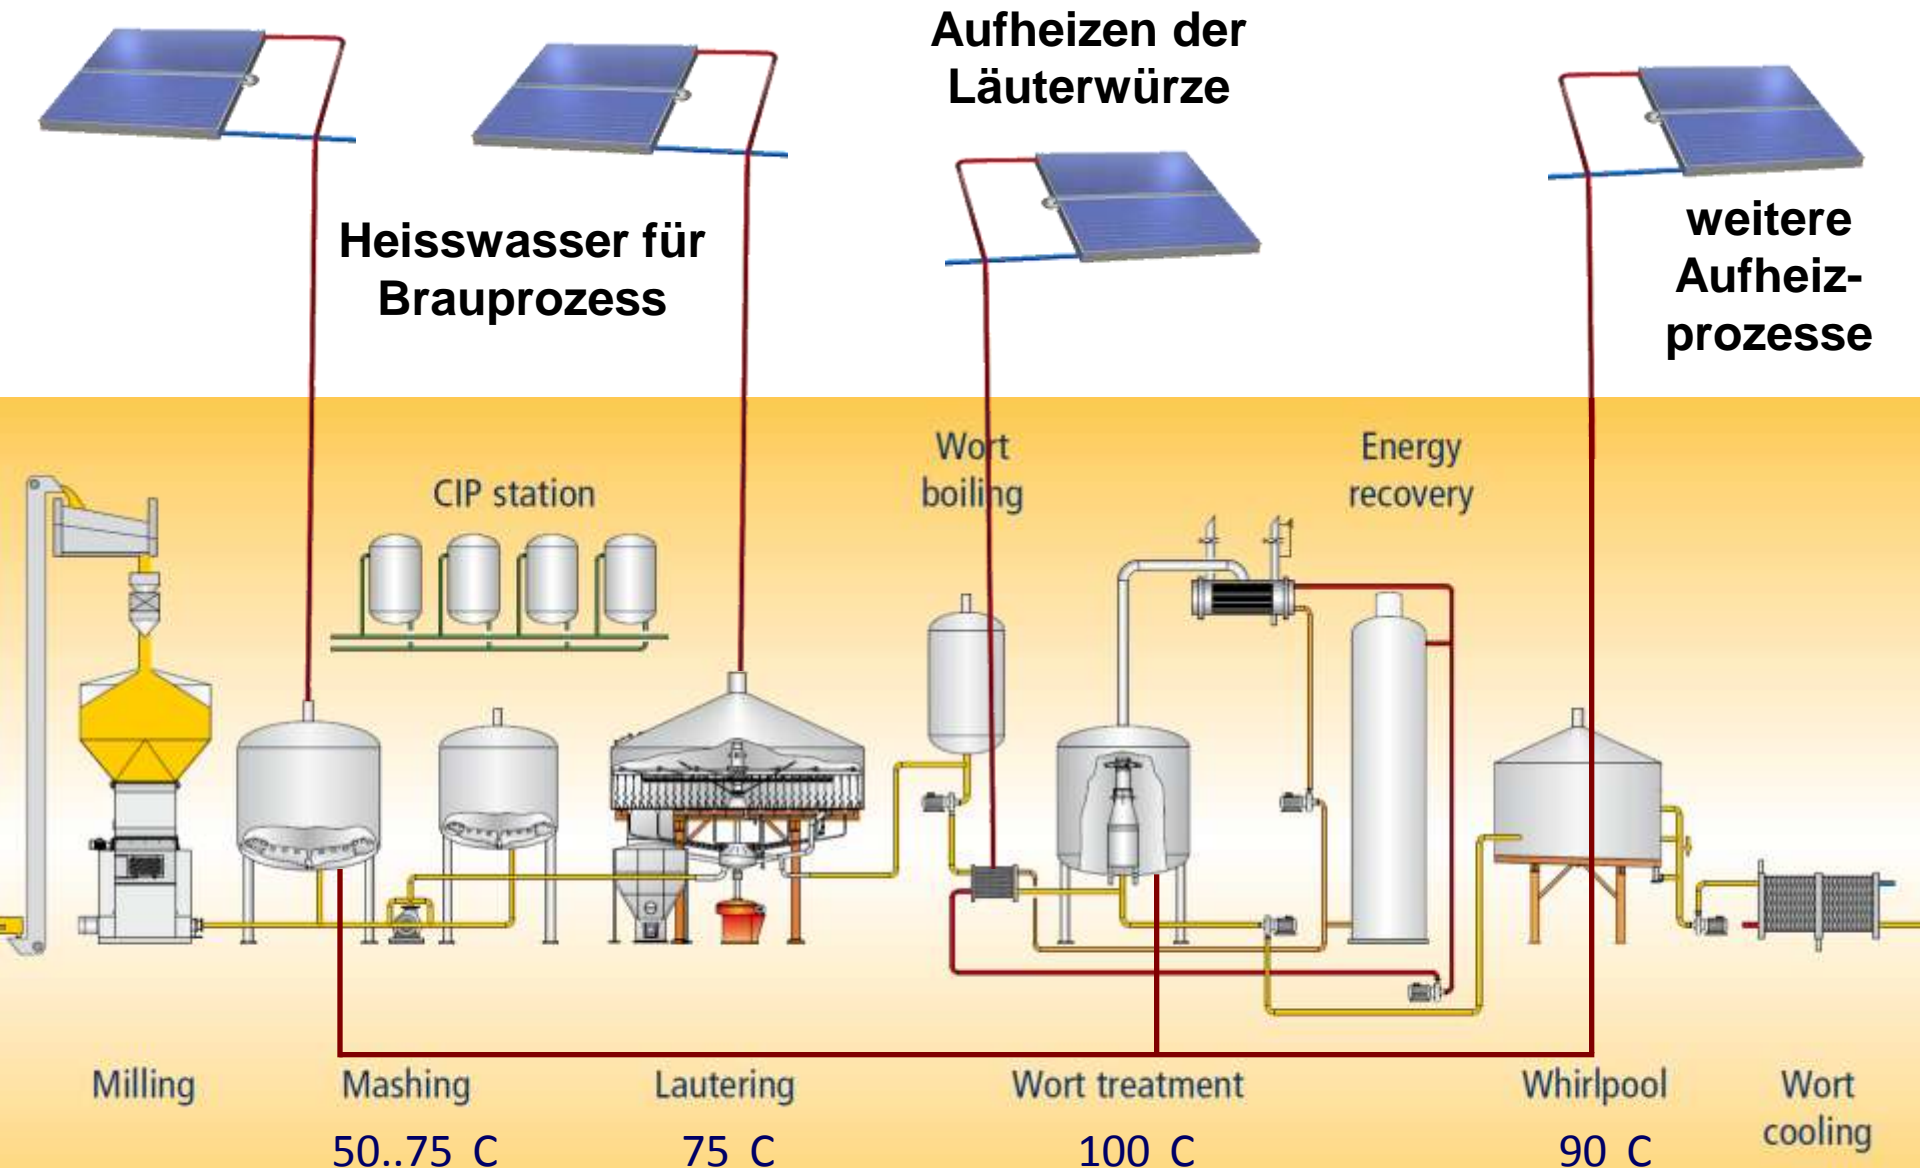 Aufheizen der
Läuterwürze
Heisswasser für
Brauprozess
weitere
Aufheiz-
prozesse
Wort
boiling
Energy
recovery
CIP station
Milling
Mashing
Lautering
Wort treatment
Whirlpool
Wort
cooling
50..75 C
75 C
100 C
90 C